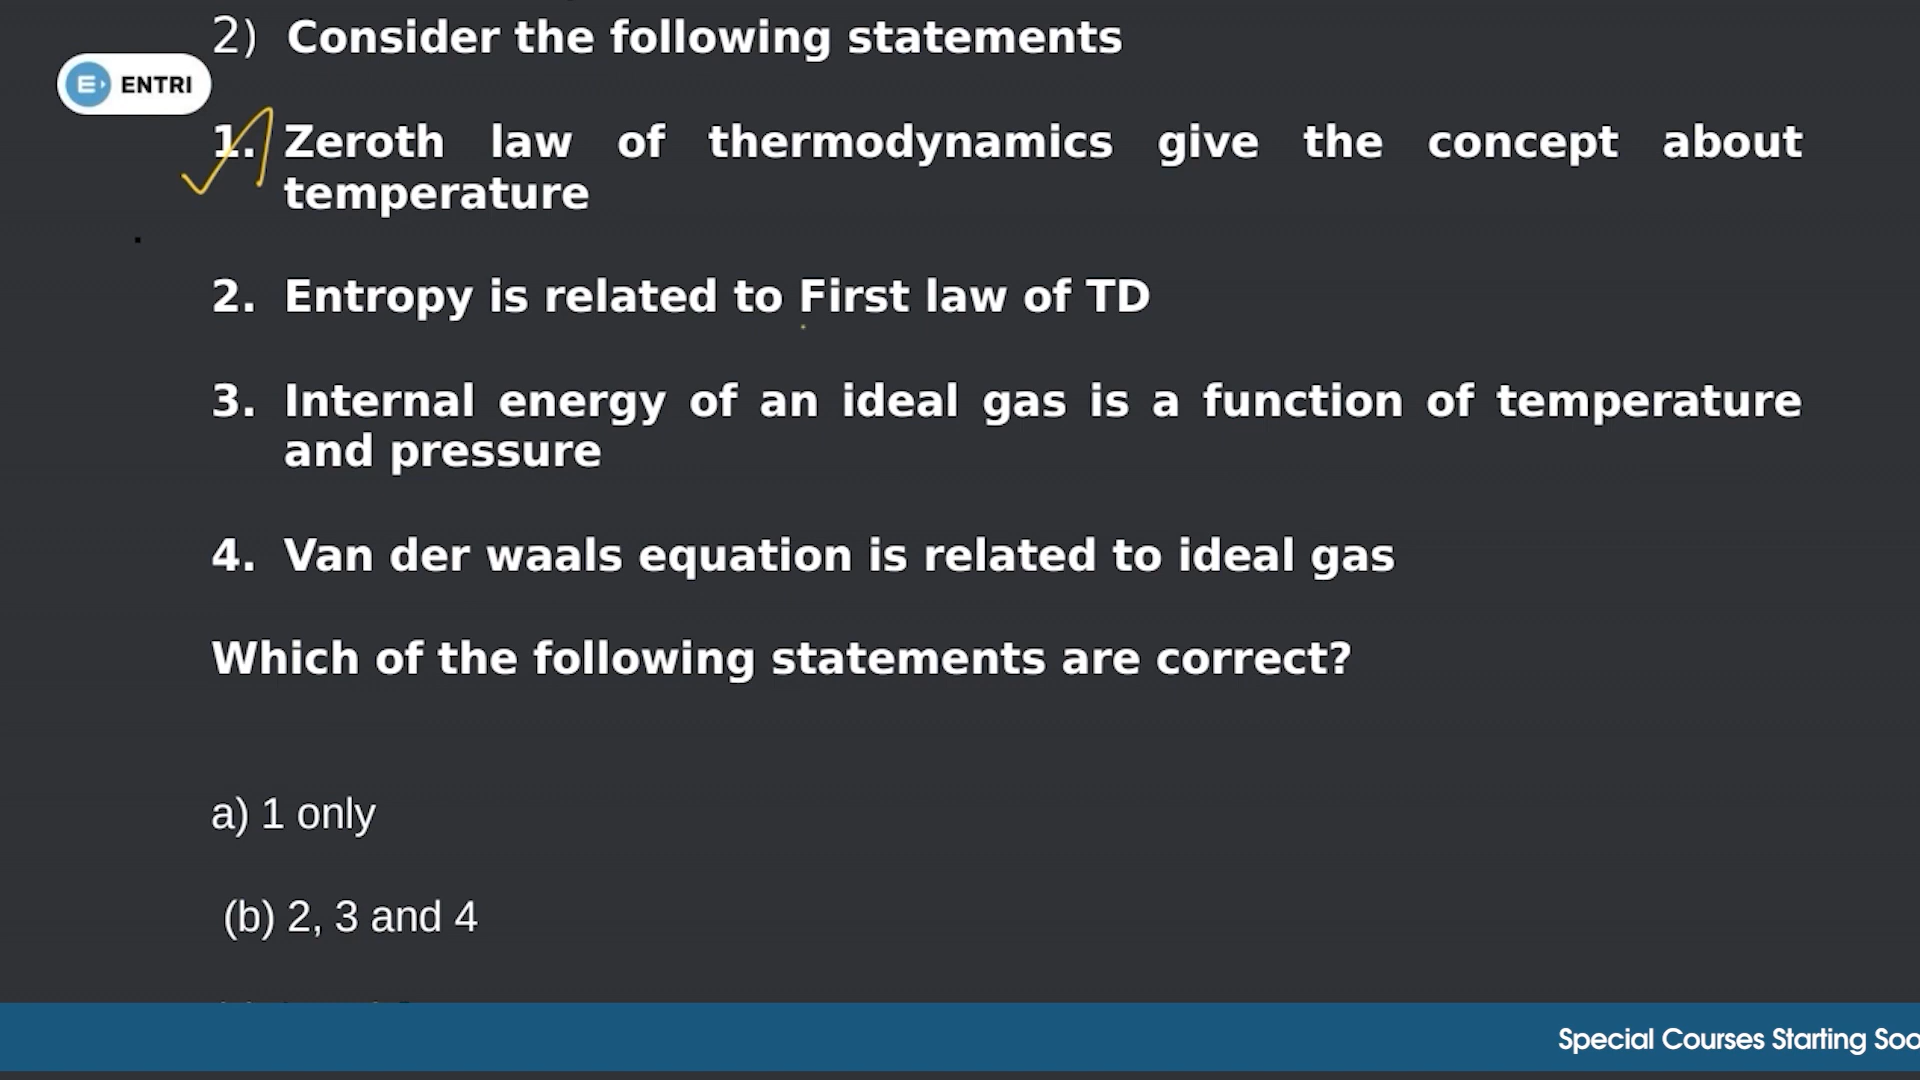 2) Consider the following statements
ENTRI
1. Zeroth law of thermodynamics give the concept about
temperature
2. Entropy is related to First law of TD
3. Internal energy of an ideal gas is a function of temperature
and pressure
4. Van der waals equation is related to ideal gas
Which of the following statements are correct?
a) 1 only
(b) 2, 3 and 4
Special Courses Starting Soo